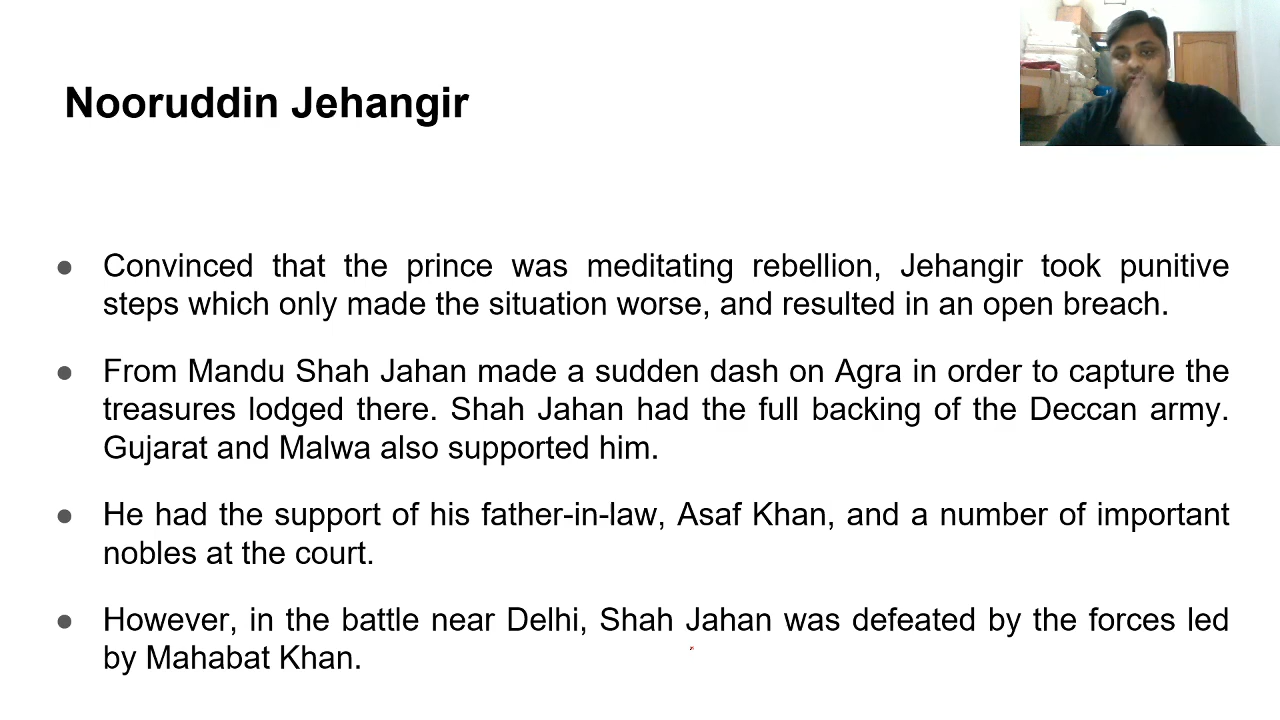 Nooruddin Jehangir
● Convinced that the prince was meditating rebellion, Jehangir took punitive
steps which only made the situation worse, and resulted in an open breach.
● From Mandu Shah Jahan made a sudden dash on Agra in order to capture the
treasures lodged there. Shah Jahan had the full backing of the Deccan army.
Gujarat and Malwa also supported him.
● He had the support of his father-in-law, Asaf Khan, and a number of important
nobles at the court.
● However, in the battle near Delhi, Shah Jahan was defeated by the forces led
by Mahabat Khan.